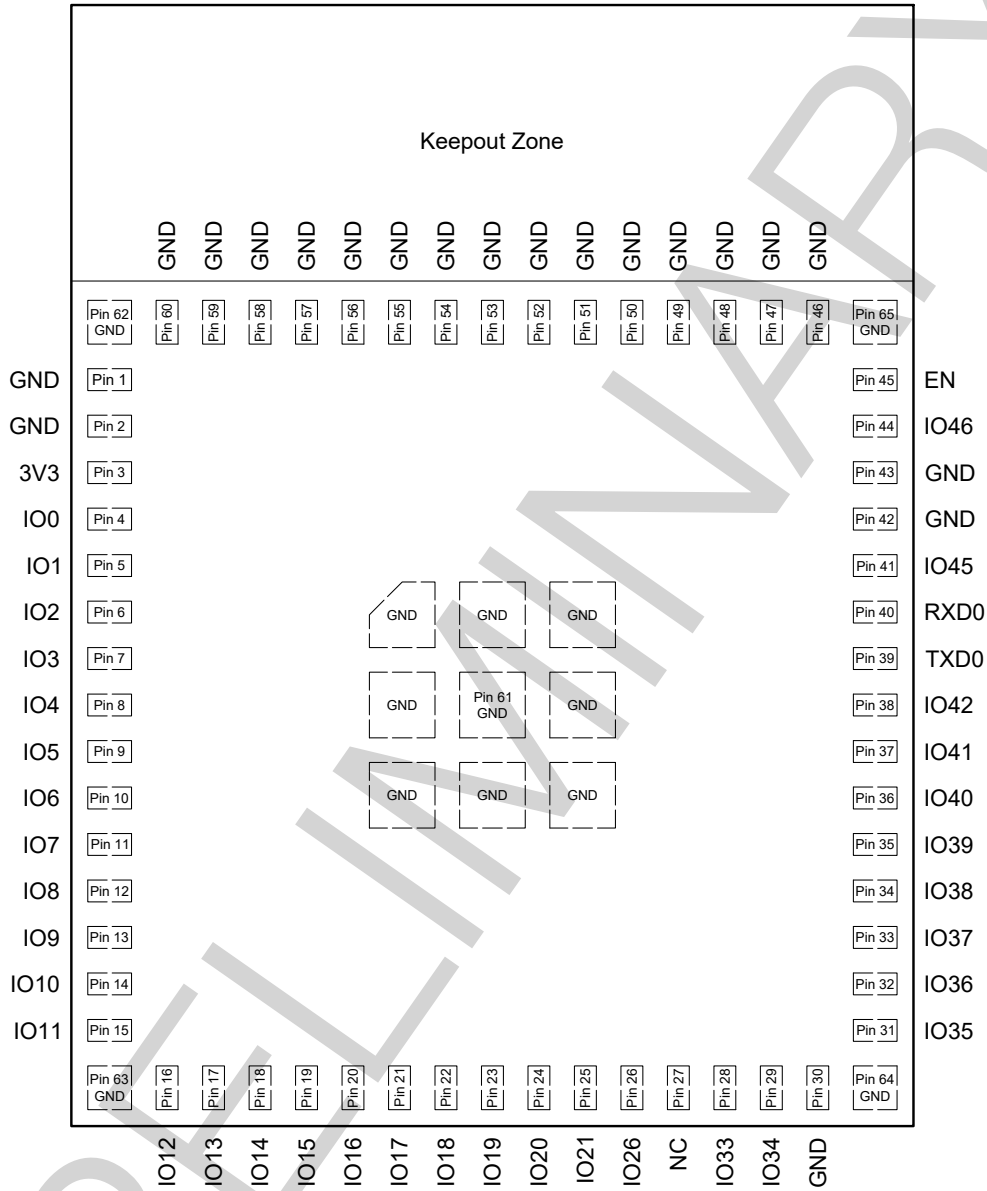 Keepout Zone
GND GND GND GND GND GND GND GND GND GND GND GND GND GND GND
Pin 62 GND
Pin 60 Pin 59 Pin 58 Pin 57 Pin 56 Pin 55 Pin 54 Pin 53 Pin 52 Pin 51 Pin 50 Pin 49 Pin 48 Pin 47 Pin 46
Pin 65 GND
GND Pin 1 Pin 45 EN
GND Pin 2 Pin 44 IO46
3V3 Pin 3 Pin 43 GND
IO0 Pin 4 Pin 42 GND
IO1 Pin 5 Pin 41 IO45
IO2 Pin 6 GND GND GND Pin 40 RXD0
IO3 Pin 7 Pin 39 TXD0
IO4 Pin 8 GND Pin 61 GND GND Pin 38 IO42
IO5 Pin 9 Pin 37 IO41
IO6 Pin 10 GND GND GND Pin 36 IO40
IO7 Pin 11 Pin 35 IO39
IO8 Pin 12 Pin 34 IO38
IO9 Pin 13 Pin 33 IO37
IO10 Pin 14 Pin 32 IO36
IO11 Pin 15 Pin 31 IO35
Pin 63 GND
Pin 16 Pin 17 Pin 18 Pin 19 Pin 20 Pin 21 Pin 22 Pin 23 Pin 24 Pin 25 Pin 26 Pin 27 Pin 28 Pin 29 Pin 30
Pin 64 GND
IO12 IO13 IO14 IO15 IO16 IO17 IO18 IO19 IO20 IO21 IO26 NC IO33 IO34 GND
PRELIMINARY